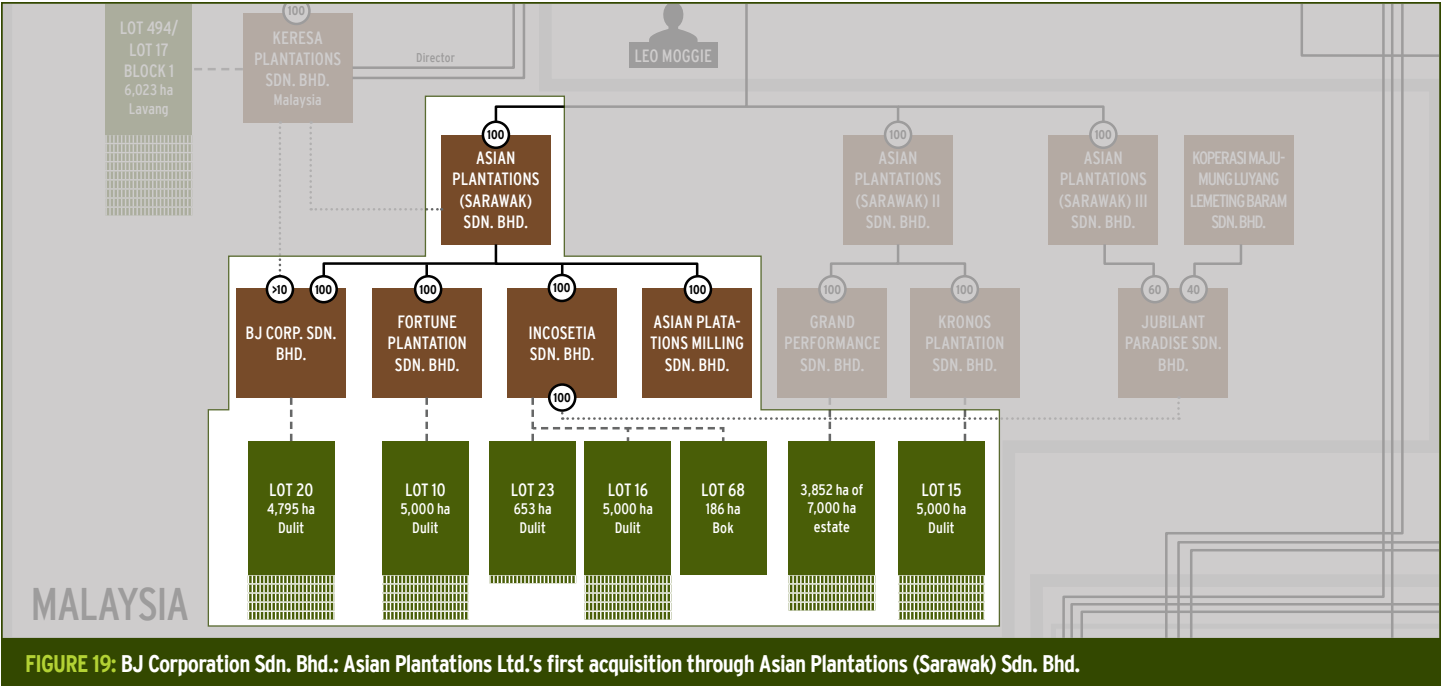 LOT 494/
LOT 17
BLOCK 1
6,023 ha
Lavang
100
KERESA
PLANTATIONS
SDN. BHD.
Malaysia
Director
LEO MOGGIE
100
ASIAN
PLANTATIONS
(SARAWAK)
SDN. BHD.
100
ASIAN
PLANTATIONS
(SARAWAK) II
SDN. BHD.
100
ASIAN
PLANTATIONS
(SARAWAK) III
SDN. BHD.
KOPERASI MAJU-
MUNG LUYANG
LEMETING BARAM
SDN. BHD.
>10
100
BJ CORP. SDN.
BHD.
100
FORTUNE
PLANTATION
SDN. BHD.
100
INCOSETIA
SDN. BHD.
100
100
ASIAN PLATA-
TIONS MILLING
SDN. BHD.
100
GRAND
PERFORMANCE
SDN. BHD.
100
KRONOS
PLANTATION
SDN. BHD.
60
40
JUBILANT
PARADISE SDN.
BHD.
LOT 20
4,795 ha
Dulit
LOT 10
5,000 ha
Dulit
LOT 23
653 ha
Dulit
LOT 16
5,000 ha
Dulit
LOT 68
186 ha
Bok
3,852 ha of
7,000 ha
estate
LOT 15
5,000 ha
Dulit
MALAYSIA
FIGURE 19: BJ Corporation Sdn. Bhd.: Asian Plantations Ltd.'s first acquisition through Asian Plantations (Sarawak) Sdn. Bhd.